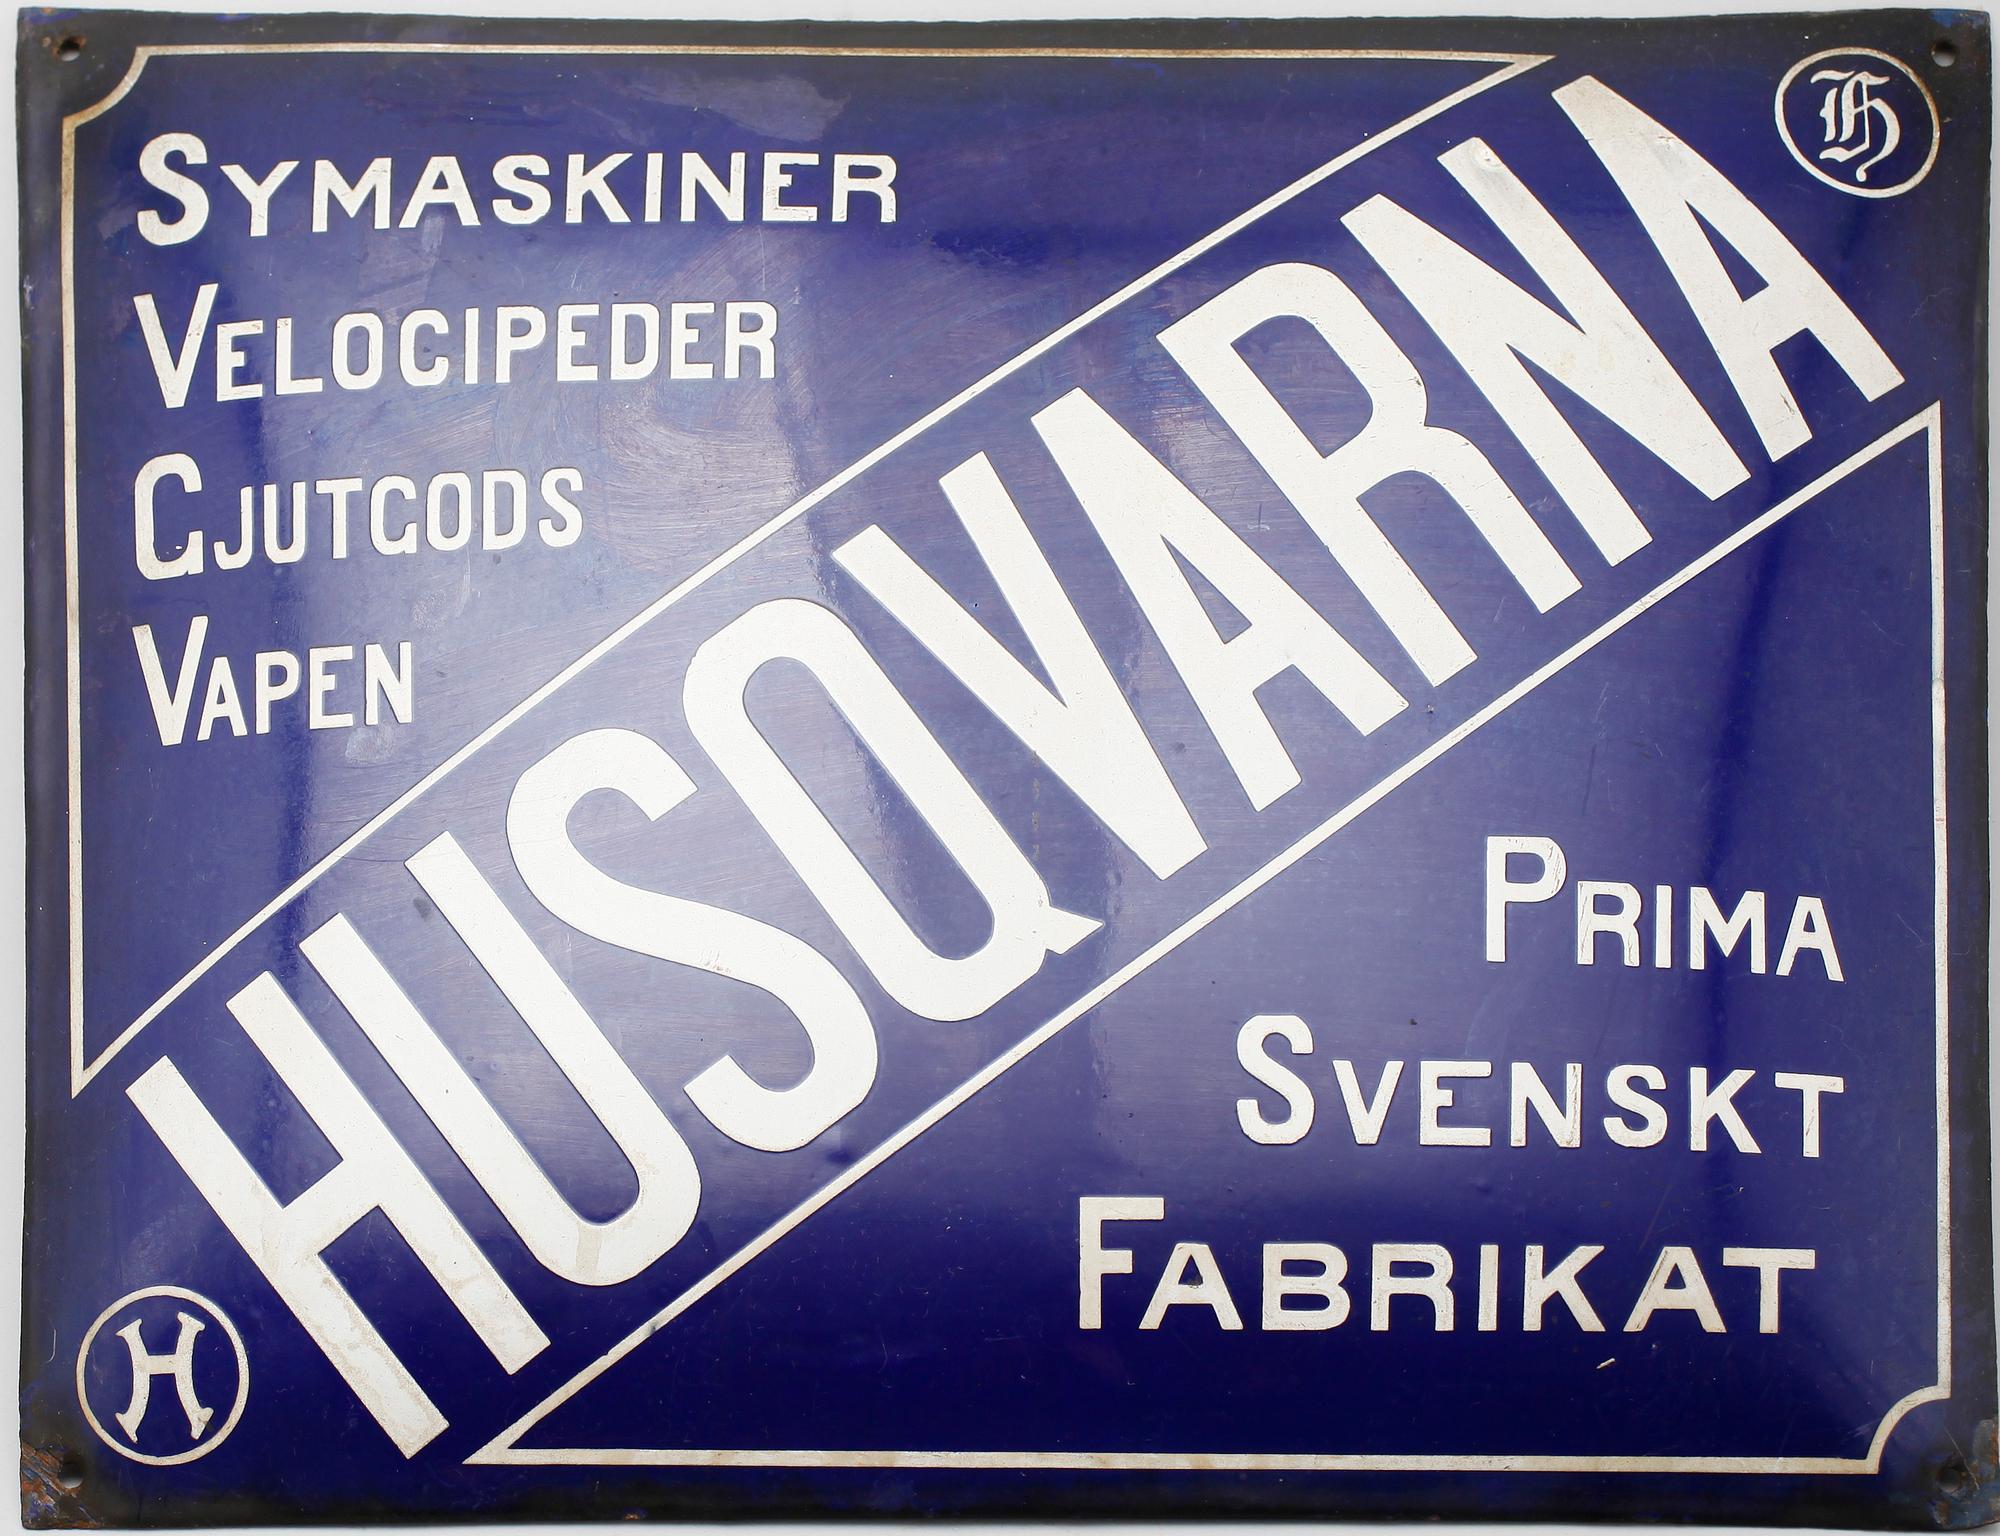 SYMASKINER
VELOCIPEDER
GJUTGODS
VAPEN
HUSQVARNA
H
H
PRIMA
SVENSKT
FABRIKAT